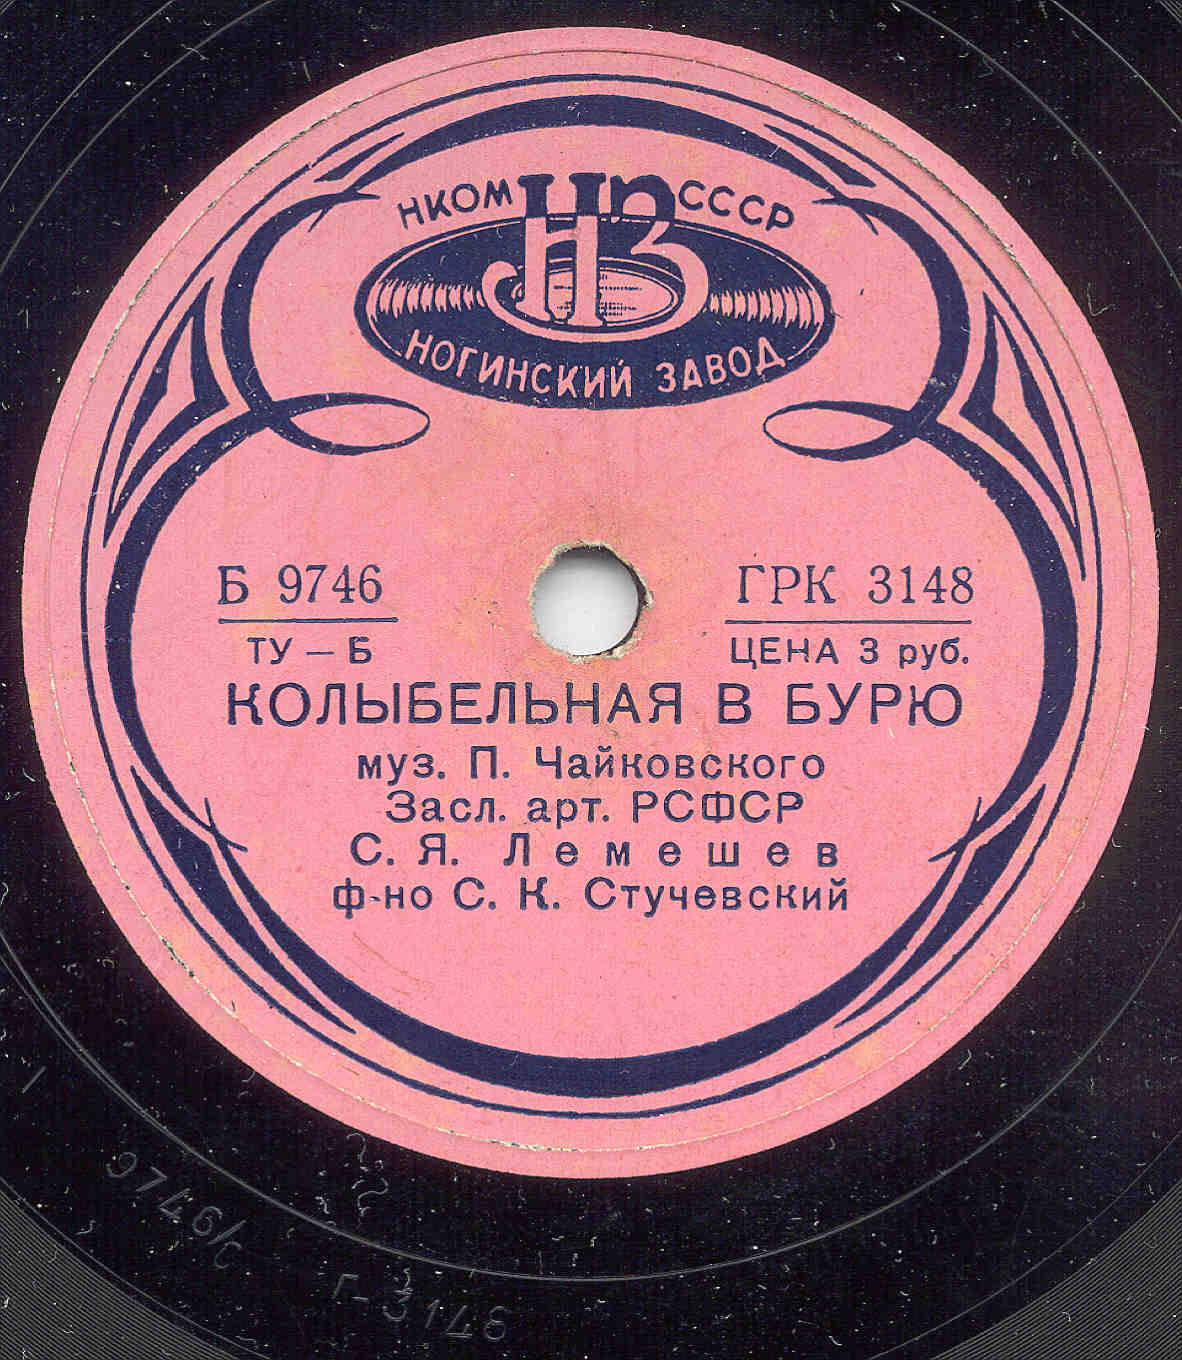 НКОМ НЗ СССР
НОГИНСКИЙ ЗАВОД
Б 9746
ГРК 3148
ТУ – Б
ЦЕНА 3 руб.
КОЛЫБЕЛЬНАЯ В БУРЮ
муз. П. Чайковского
Засл. арт. РСФСР
С. Я. Лемешев
ф-но С. К. Стучевский
9746/с
Г-3148